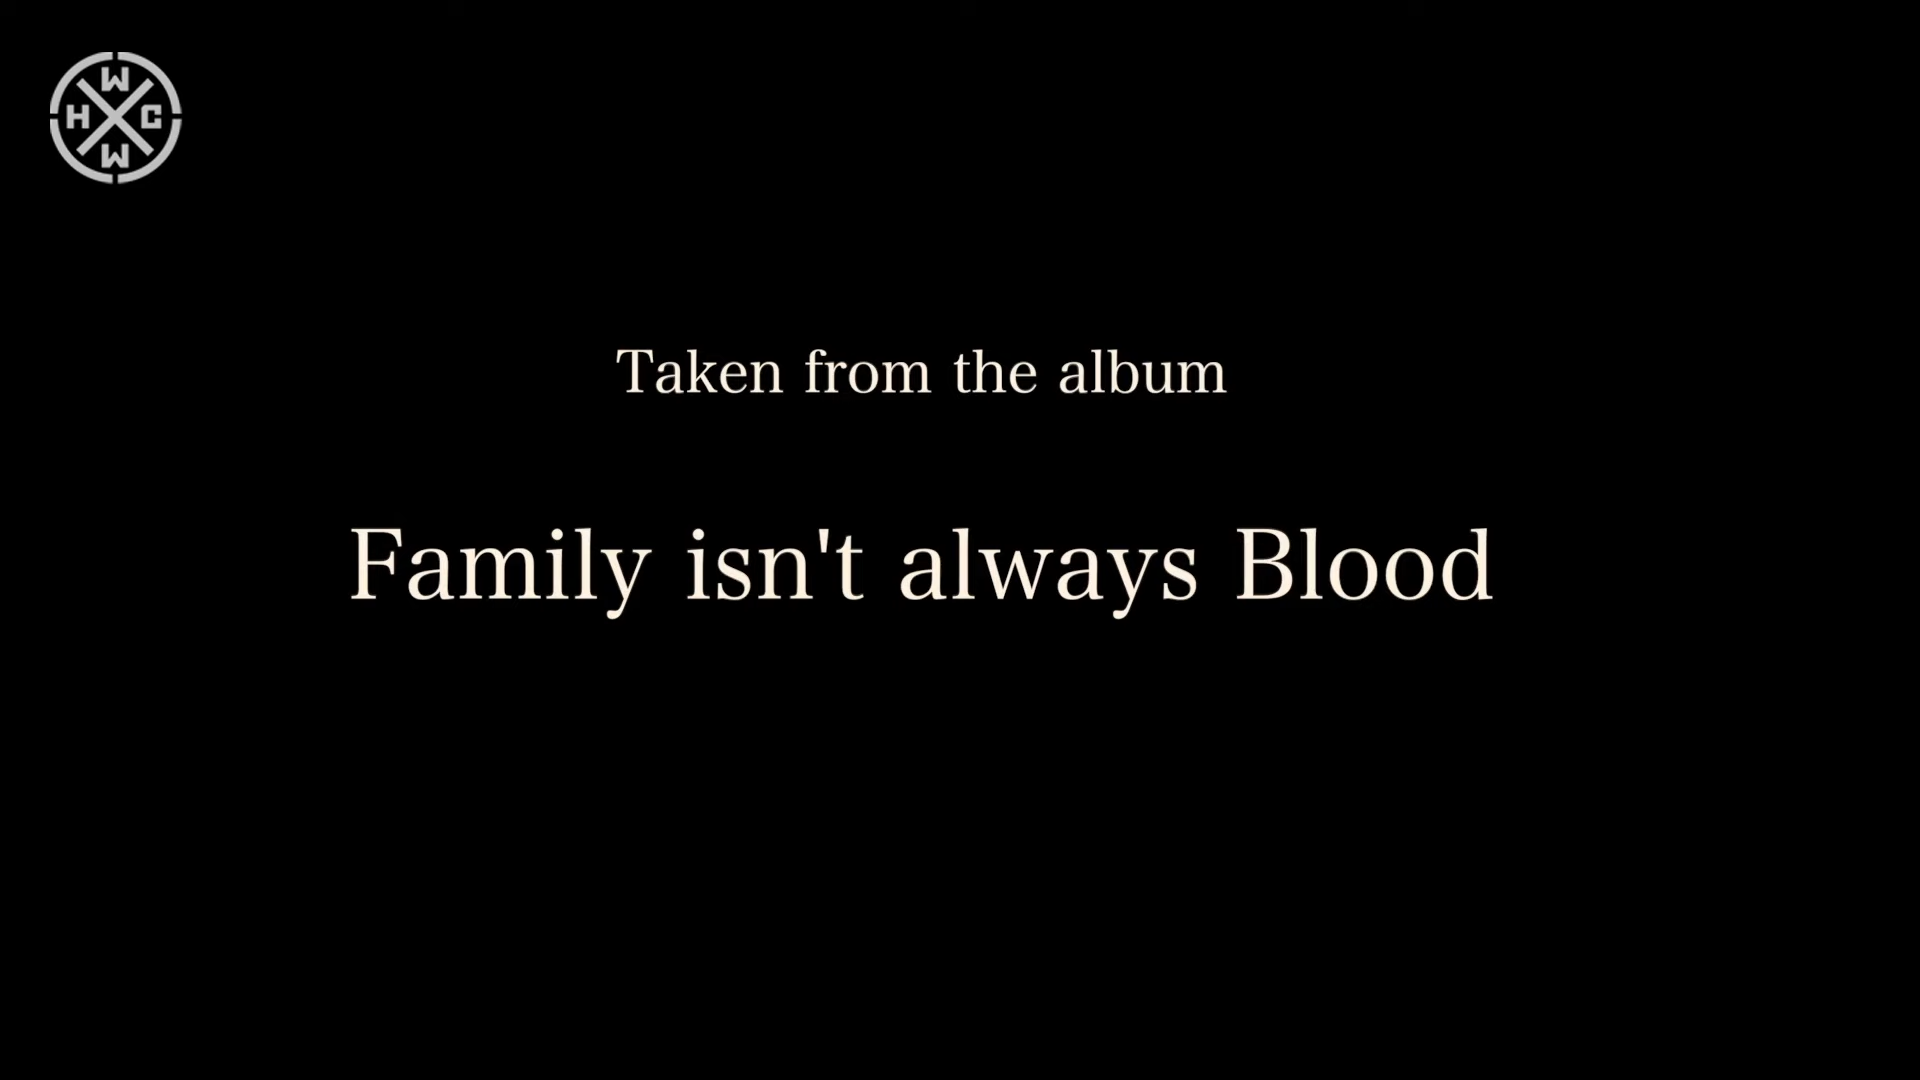 W
H C
W
Taken from the album
Family isn't always Blood